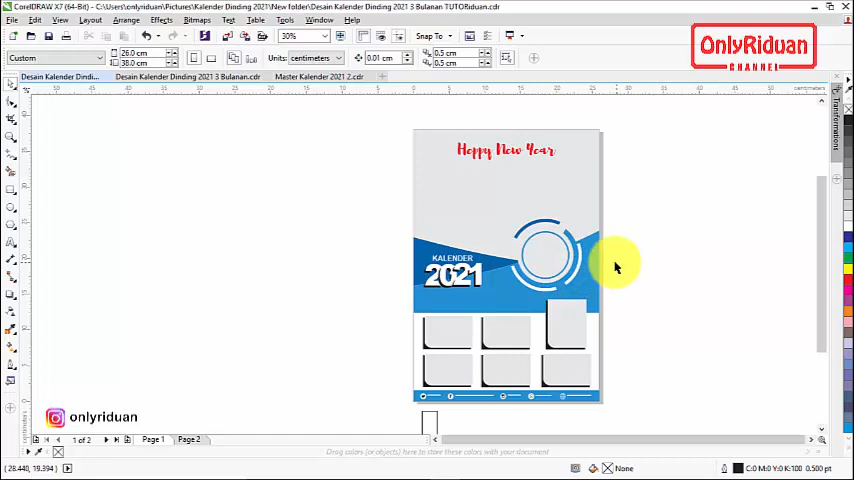 CorelDRAW X7 (64-Bit) - C:\Users\onlyriduan\Pictures\Kalender Dinding 2021\New folder\Desain Kalender Dinding 2021 3 Bulanan TUTORiduan.cdr
File Edit View Layout Arrange Effects Bitmaps Text Table Tools Window Help
30% Snap To
Custom 26.0 cm 38.0 cm Units: centimeters 0.01 cm 0.5 cm 0.5 cm
OnlyRiduan
CHANNEL
Desain Kalender Dindi... Desain Kalender Dinding 2021 3 Bulanan.cdr Master Kalender 2021 2.cdr
centimeters
Transformations
Happy New Year
KALENDER
2021
onlyriduan
centimeters
1 of 2 Page 1 Page 2
Drag colors (or objects) here to store these colors with your document
(28.440, 19.394) None C:0 M:0 Y:0 K:100 0.500 pt